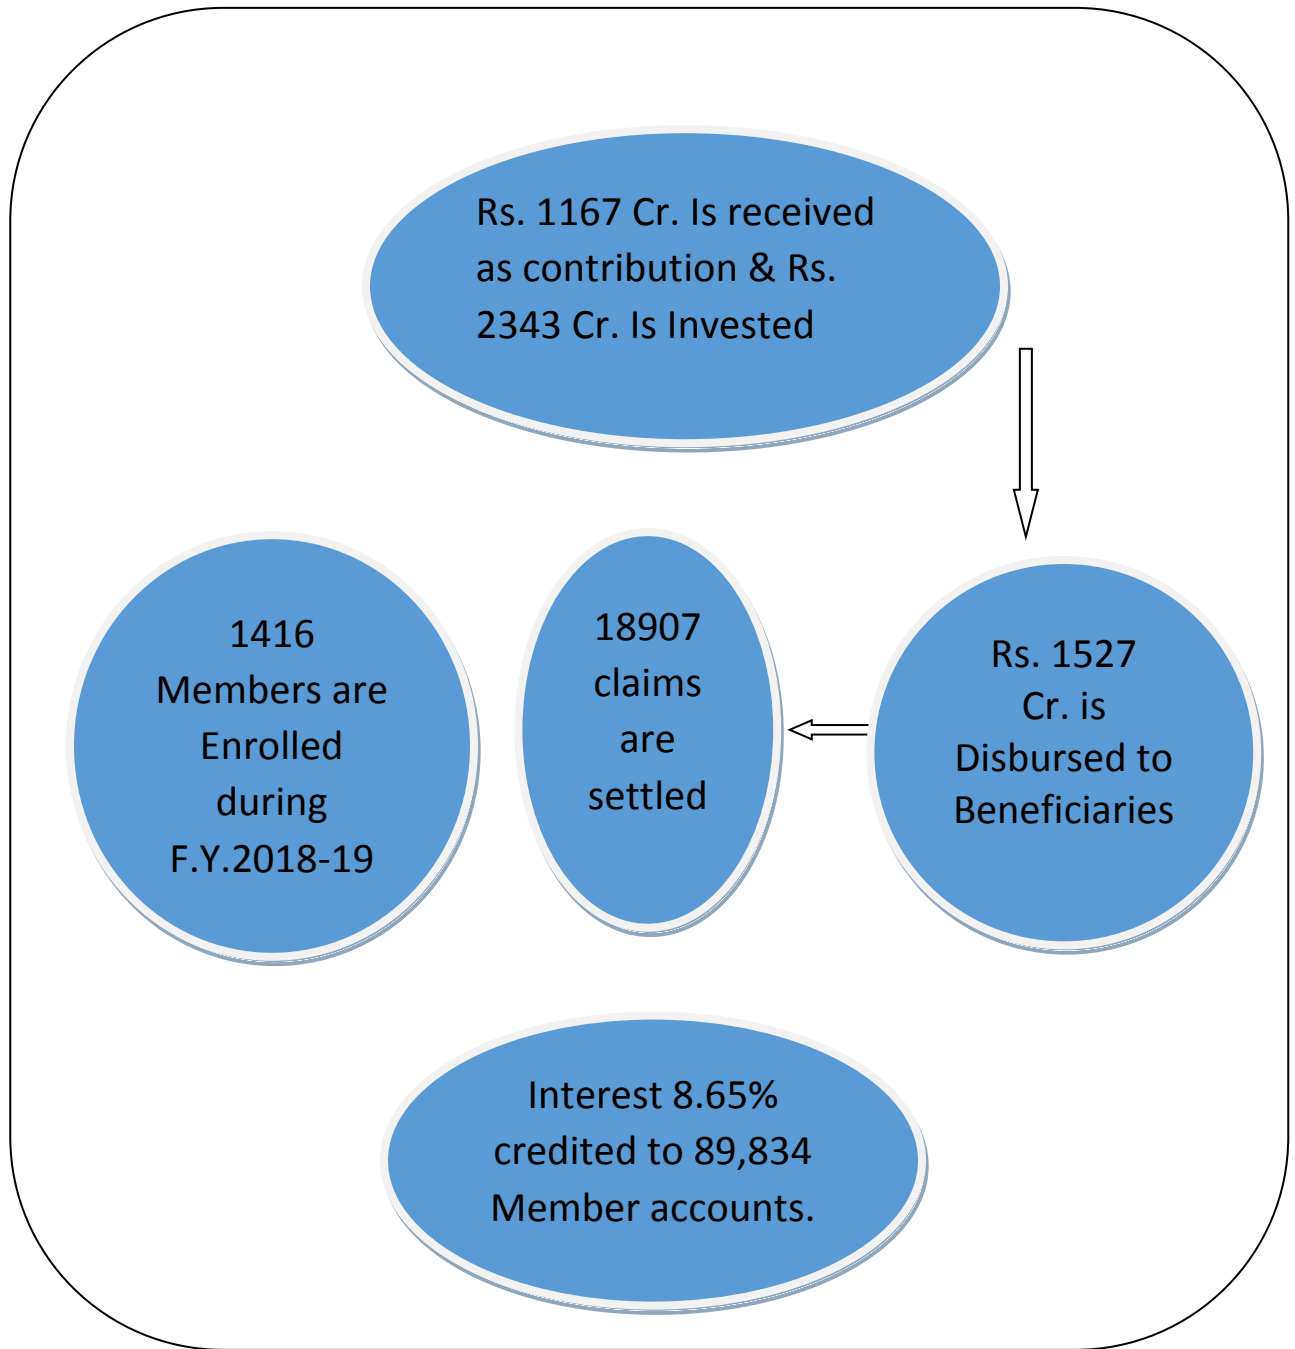 Rs. 1167 Cr. Is received
as contribution & Rs.
2343 Cr. Is Invested
1416
Members are
Enrolled
during
F.Y.2018-19
18907
claims
are
settled
Rs. 1527
Cr. is
Disbursed to
Beneficiaries
Interest 8.65%
credited to 89,834
Member accounts.